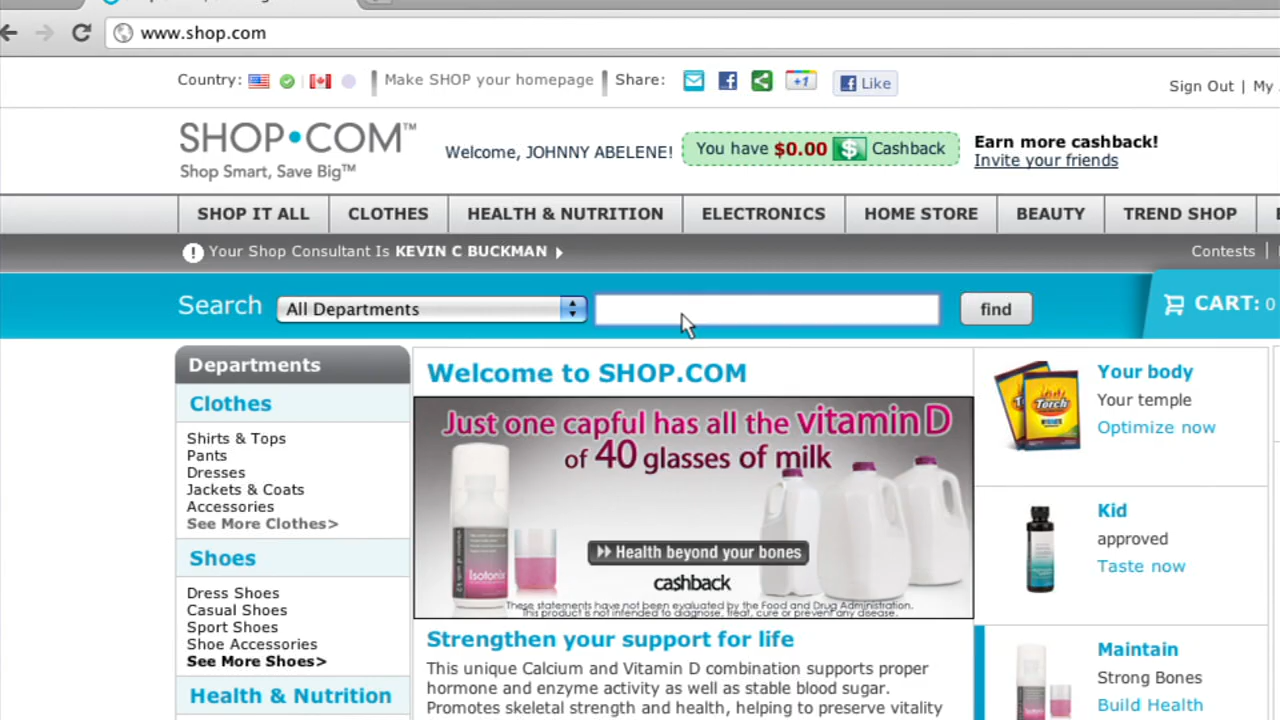 www.shop.com
Country:
Make SHOP your homepage
Share:
+1
Like
Sign Out | My
SHOP•COM™
Shop Smart, Save Big™
Welcome, JOHNNY ABELENE!
You have $0.00 $ Cashback
Earn more cashback!
Invite your friends
SHOP IT ALL
CLOTHES
HEALTH & NUTRITION
ELECTRONICS
HOME STORE
BEAUTY
TREND SHOP
! Your Shop Consultant Is KEVIN C BUCKMAN
Contests
Search
All Departments
find
CART: 0
Departments
Clothes
Shirts & Tops
Pants
Dresses
Jackets & Coats
Accessories
See More Clothes>
Shoes
Dress Shoes
Casual Shoes
Sport Shoes
Shoe Accessories
See More Shoes>
Health & Nutrition
Welcome to SHOP.COM
Just one capful has all the vitamin D
of 40 glasses of milk
Isotonix
Health beyond your bones
cashback
These statements have not been evaluated by the Food and Drug Administration.
This product is not intended to diagnose, treat, cure or prevent any disease.
Strengthen your support for life
This unique Calcium and Vitamin D combination supports proper
hormone and enzyme activity as well as stable blood sugar.
Promotes skeletal strength and health, helping to preserve vitality
Torch
Your body
Your temple
Optimize now
Kid
approved
Taste now
Maintain
Strong Bones
Build Health